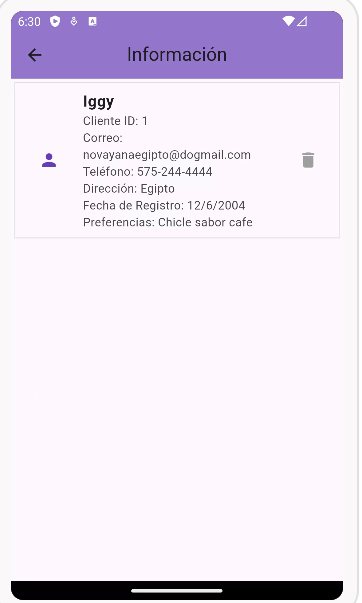 6:30
Información
Iggy
Cliente ID: 1
Correo:
novayanaegipto@dogmail.com
Teléfono: 575-244-4444
Dirección: Egipto
Fecha de Registro: 12/6/2004
Preferencias: Chicle sabor cafe